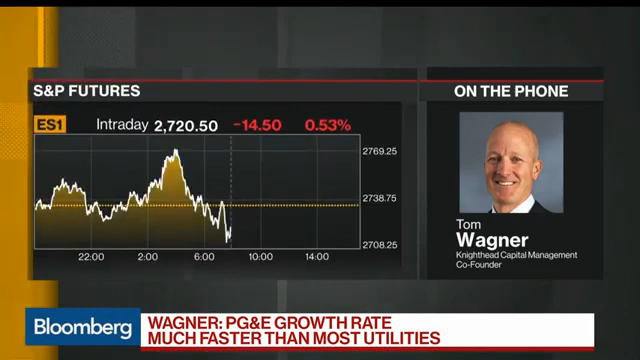 S&P FUTURES
ES1 Intraday 2,720.50 -14.50 0.53%
2769.25
2738.75
2708.25
22:00 2:00 6:00 10:00 14:00
ON THE PHONE
Tom
Wagner
Knighthead Capital Management
Co-Founder
Bloomberg
WAGNER: PG&E GROWTH RATE
MUCH FASTER THAN MOST UTILITIES